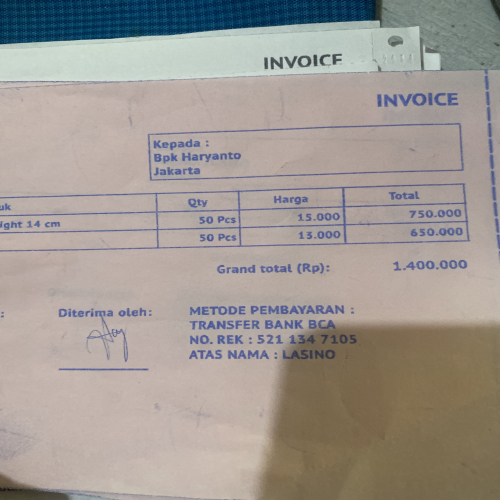 INVOICE
INVOICE
Kepada :
Bpk Haryanto
Jakarta
uk Qty Harga Total
ight 14 cm 50 Pcs 15.000 750.000
50 Pcs 13.000 650.000
Grand total (Rp): 1.400.000
: Diterima oleh:
METODE PEMBAYARAN :
TRANSFER BANK BCA
NO. REK : 521 134 7105
ATAS NAMA : LASINO